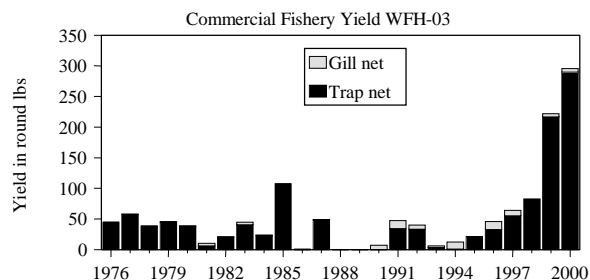 Commercial Fishery Yield WFH-03
350
300
250
200
150
100
50
0
Yield in round lbs
Gill net
Trap net
1976 1979 1982 1985 1988 1991 1994 1997 2000